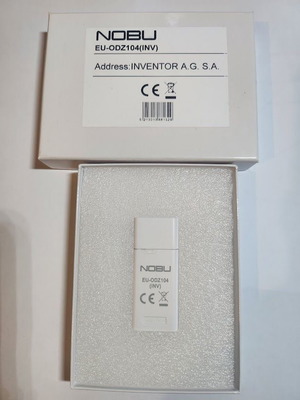 NOBU
EU-ODZ104(INV)
Address:INVENTOR A.G. S.A.
CE
NOBU
EU-ODZ104
(INV)
CE